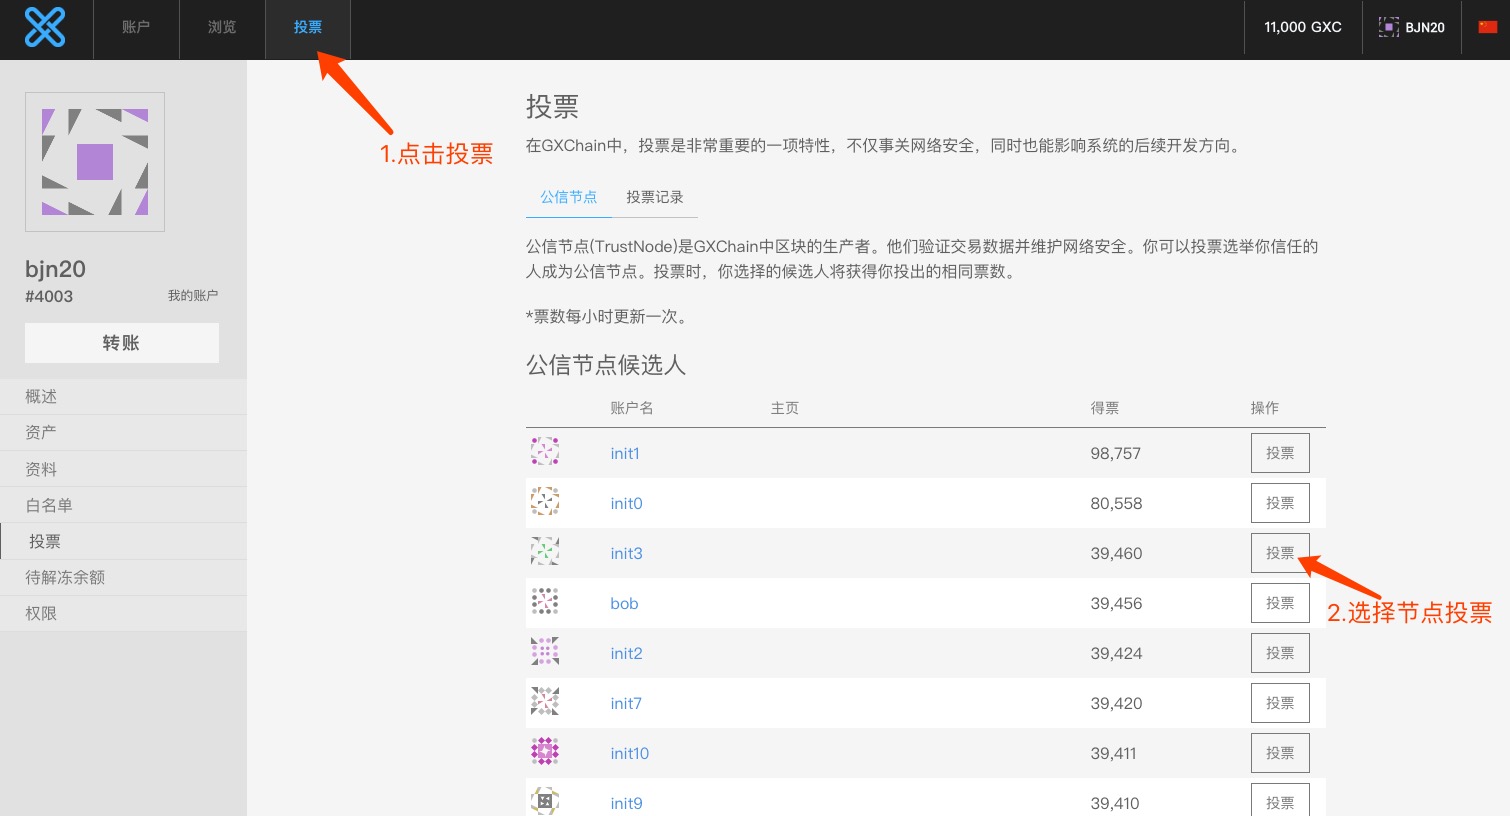 账户 浏览 投票 11,000 GXC BJN20
1.点击投票
投票
在GXChain中，投票是非常重要的一项特性，不仅事关网络安全，同时也能影响系统的后续开发方向。
公信节点 投票记录
公信节点(TrustNode)是GXChain中区块的生产者。他们验证交易数据并维护网络安全。你可以投票选举你信任的
人成为公信节点。投票时，你选择的候选人将获得你投出的相同票数。
*票数每小时更新一次。
bjn20
#4003 我的账户
转账
概述
资产
资料
白名单
投票
待解冻余额
权限
公信节点候选人
账户名 主页 得票 操作
init1 98,757 投票
init0 80,558 投票
init3 39,460 投票
bob 39,456 投票
2.选择节点投票
init2 39,424 投票
init7 39,420 投票
init10 39,411 投票
init9 39,410 投票